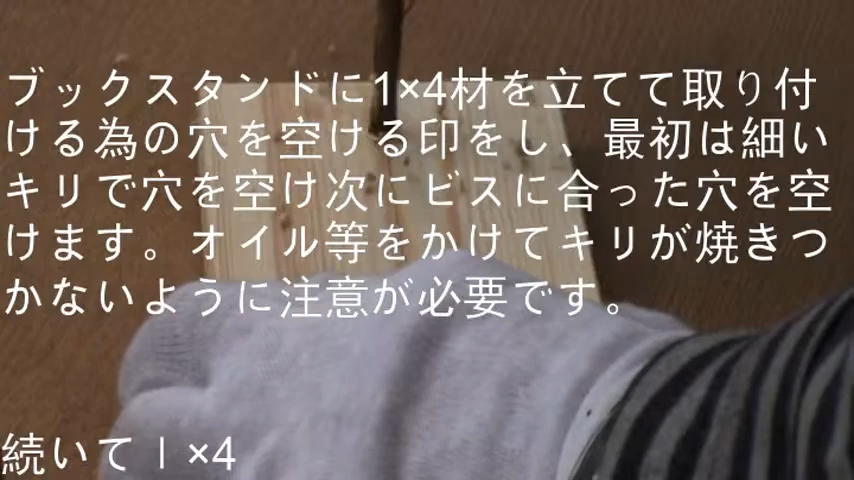 ブックスタンドに1×4材を立てて取り付
ける為の穴を空ける印をし、最初は細い
キリで穴を空け次にビスに合った穴を空
けます。オイル等をかけてキリが焼きつ
かないように注意が必要です。
続いて｜×4